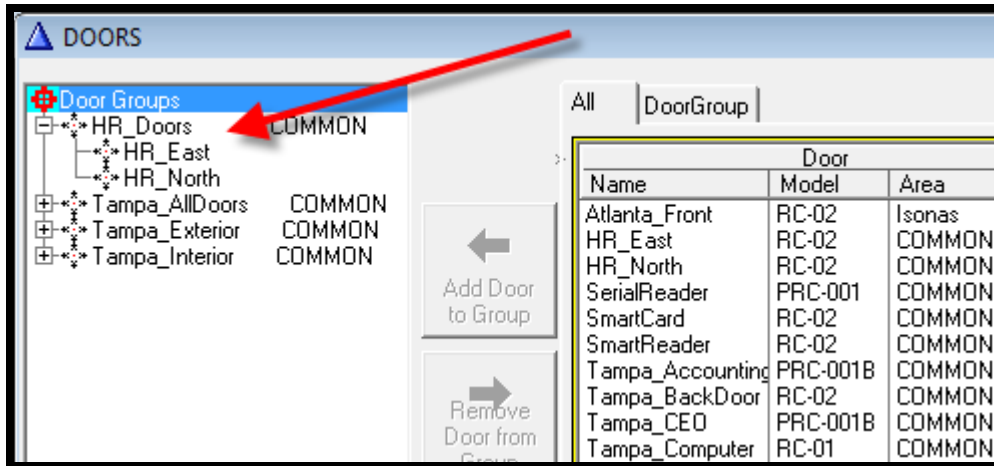 DOORS
Door Groups
HR_Doors COMMON
HR_East
HR_North
Tampa_AllDoors COMMON
Tampa_Exterior COMMON
Tampa_Interior COMMON
Add Door
to Group
Remove
Door from
Group
All DoorGroup
Door
Name Model Area
Atlanta_Front RC-02 Isonas
HR_East RC-02 COMMON
HR_North RC-02 COMMON
SerialReader PRC-001 COMMON
SmartCard RC-02 COMMON
SmartReader RC-02 COMMON
Tampa_Accounting PRC-001B COMMON
Tampa_BackDoor RC-02 COMMON
Tampa_CEO PRC-001B COMMON
Tampa_Computer RC-01 COMMON